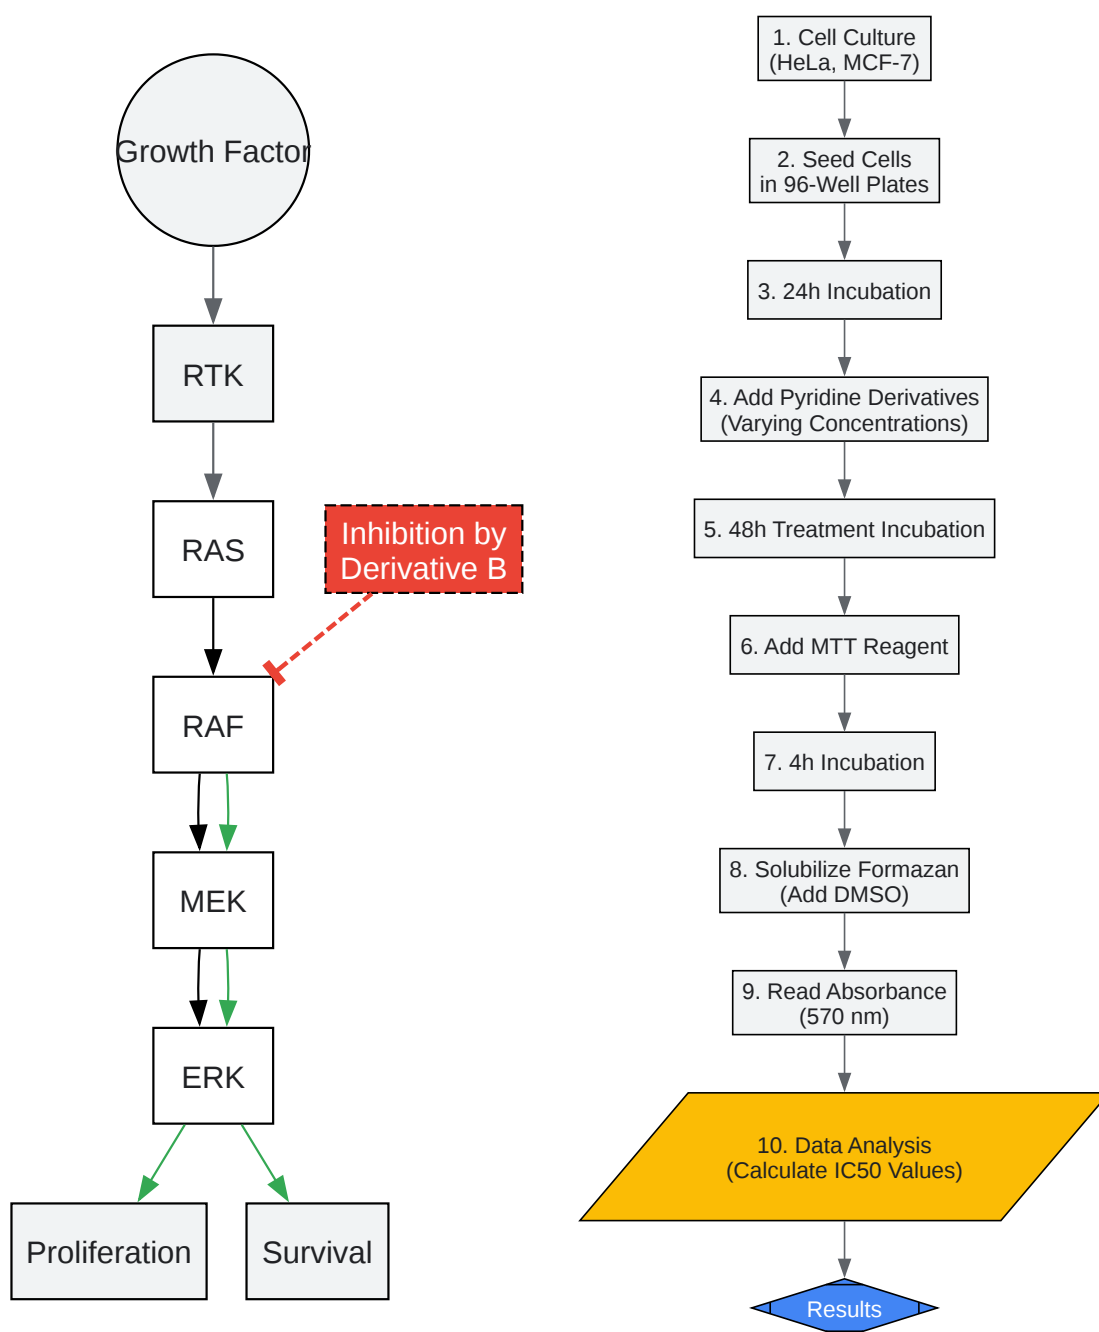 Growth Factor
RTK
RAS
Inhibition by
Derivative B
RAF
MEK
ERK
Proliferation
Survival
1. Cell Culture
(HeLa, MCF-7)
2. Seed Cells
in 96-Well Plates
3. 24h Incubation
4. Add Pyridine Derivatives
(Varying Concentrations)
5. 48h Treatment Incubation
6. Add MTT Reagent
7. 4h Incubation
8. Solubilize Formazan
(Add DMSO)
9. Read Absorbance
(570 nm)
10. Data Analysis
(Calculate IC50 Values)
Results